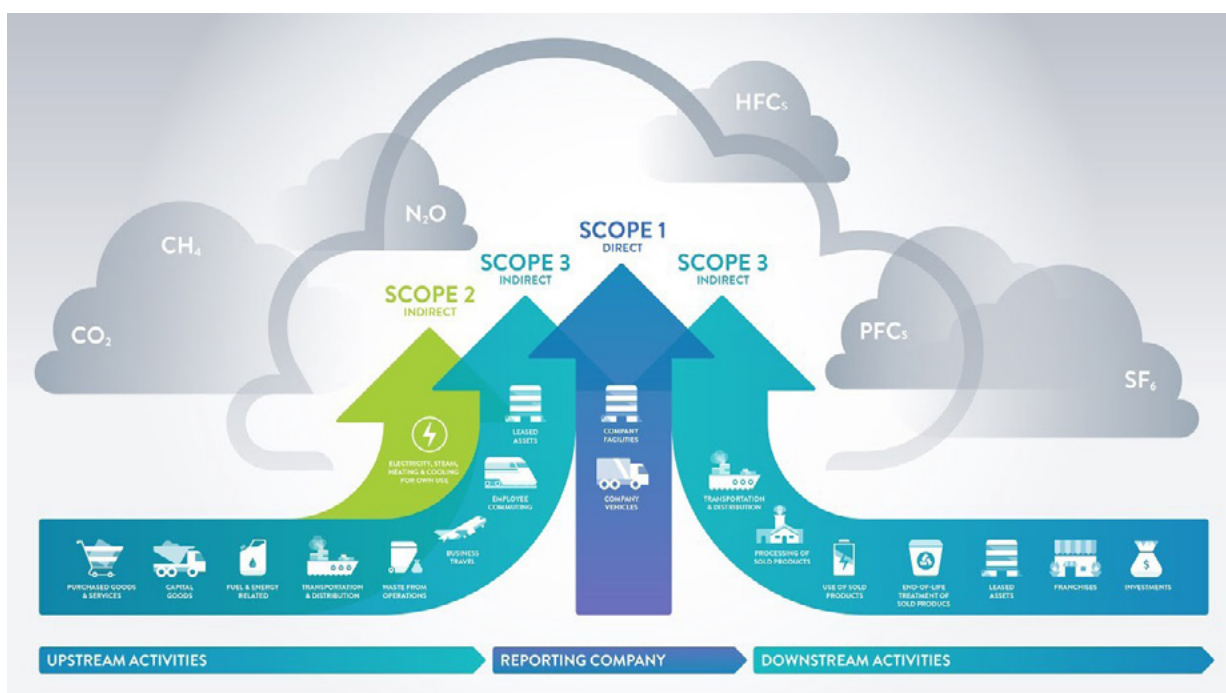 HFCs
N₂O
CH₄
CO₂
PFCs
SF₆
SCOPE 1
DIRECT
SCOPE 3
INDIRECT
SCOPE 3
INDIRECT
SCOPE 2
INDIRECT
ELECTRICITY, STEAM,
HEATING & COOLING
FOR OWN USE
LEASED
ASSETS
EMPLOYEE
COMMUTING
BUSINESS
TRAVEL
COMPANY
FACILITIES
COMPANY
VEHICLES
TRANSPORTATION
& DISTRIBUTION
PROCESSING OF
SOLD PRODUCTS
PURCHASED GOODS
& SERVICES
CAPITAL
GOODS
FUEL & ENERGY
RELATED
TRANSPORTATION
& DISTRIBUTION
WASTE FROM
OPERATIONS
USE OF SOLD
PRODUCTS
END-OF-LIFE
TREATMENT OF
SOLD PRODUCS
LEASED
ASSETS
FRANCHISES
$
INVESTMENTS
UPSTREAM ACTIVITIES
REPORTING COMPANY
DOWNSTREAM ACTIVITIES